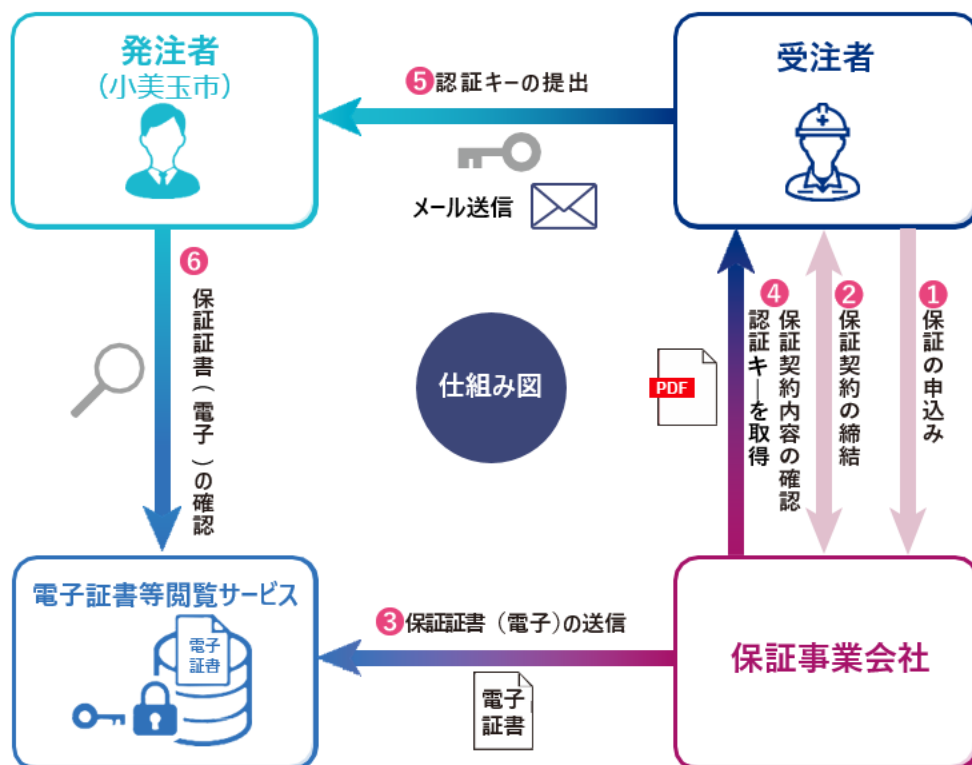 発注者
（小美玉市）
受注者
❺認証キーの提出
メール送信
❻
保証証書（電子）の確認
仕組み図
PDF
❹
保証契約内容の確認
認証キーを取得
❷
保証契約の締結
❶
保証の申込み
電子証書等閲覧サービス
電子
証書
❸保証証書（電子）の送信
電子
証書
保証事業会社